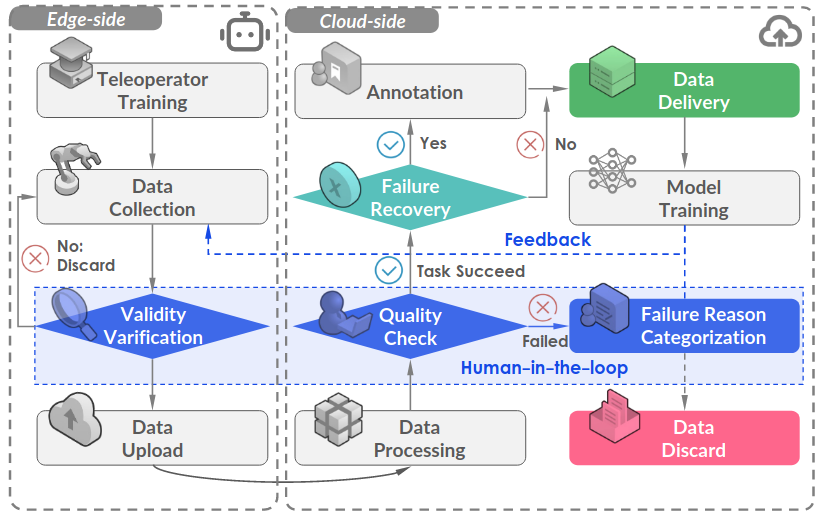 Edge-side
Cloud-side
Teleoperator
Training
Annotation
Data
Delivery
Yes
No
Data
Collection
Failure
Recovery
Model
Training
No:
Discard
Feedback
Task Succeed
Validity
Varification
Quality
Check
Failed
Failure Reason
Categorization
Human-in-the-loop
Data
Upload
Data
Processing
Data
Discard